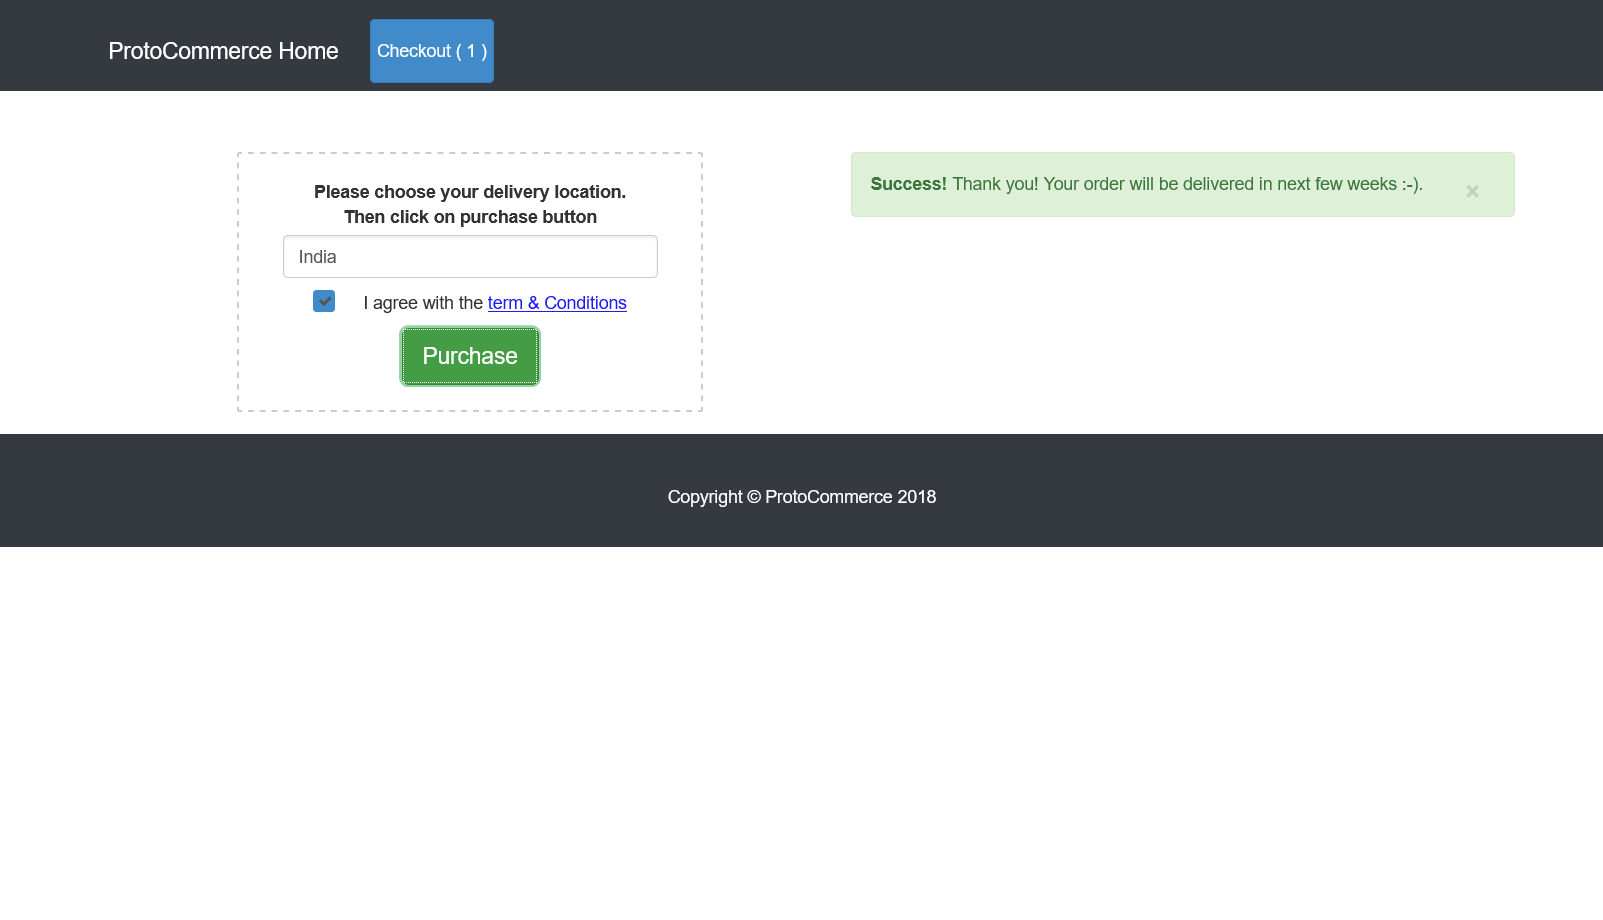 ProtoCommerce Home
Checkout ( 1 )
Please choose your delivery location.
Then click on purchase button
India
I agree with the term & Conditions
Purchase
Success! Thank you! Your order will be delivered in next few weeks :-).
×
Copyright © ProtoCommerce 2018